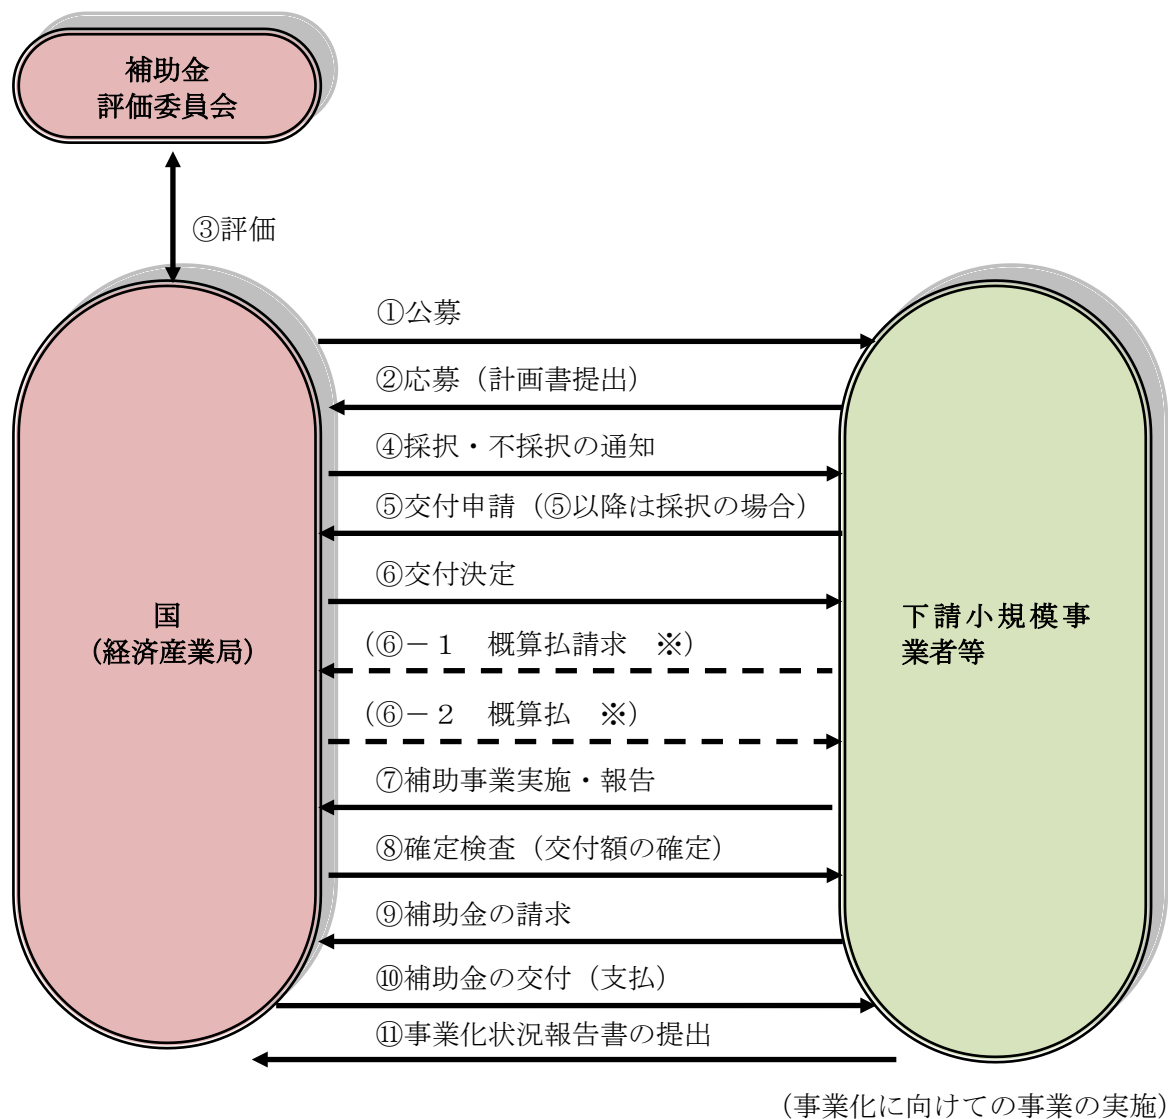 補助金
評価委員会
③評価
①公募
②応募（計画書提出）
④採択・不採択の通知
⑤交付申請（⑤以降は採択の場合）
⑥交付決定
国
（経済産業局）
下請小規模事
業者等
（⑥－１　概算払請求　※）
（⑥－２　概算払　※）
⑦補助事業実施・報告
⑧確定検査（交付額の確定）
⑨補助金の請求
⑩補助金の交付（支払）
⑪事業化状況報告書の提出
（事業化に向けての事業の実施）